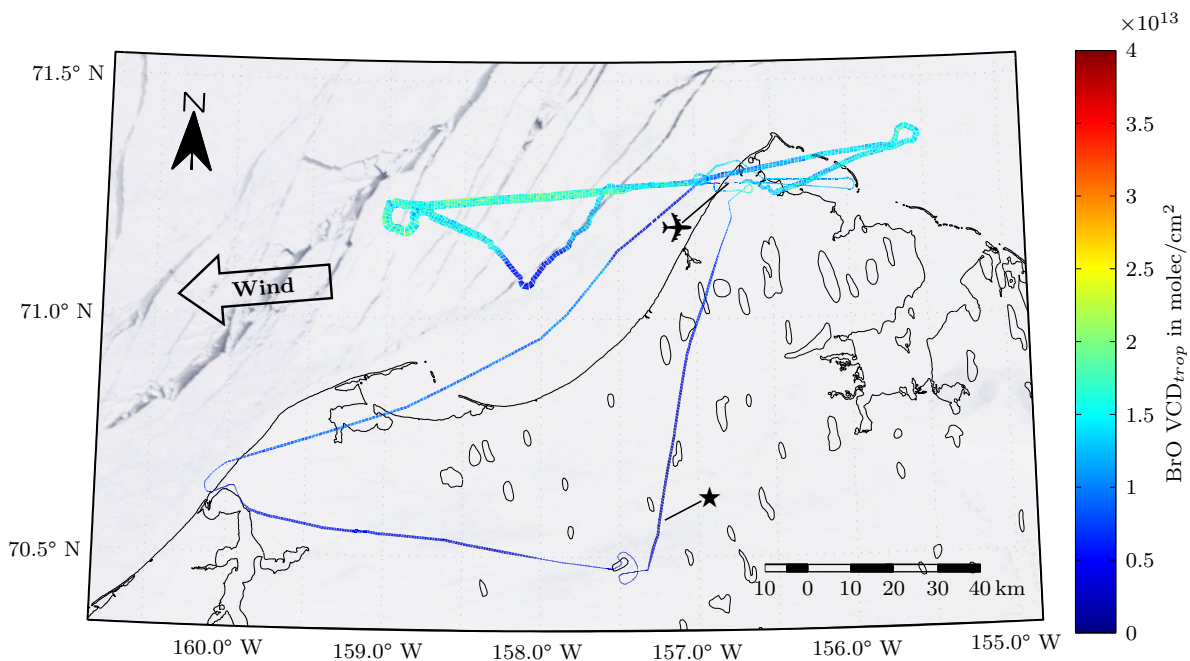 ×10¹³
71.5° N
71.0° N
70.5° N
N
Wind
160.0° W
159.0° W
158.0° W
157.0° W
156.0° W
155.0° W
10 0 10 20 30 40 km
4
3.5
3
2.5
2
1.5
1
0.5
0
BrO VCD_trop in molec/cm²